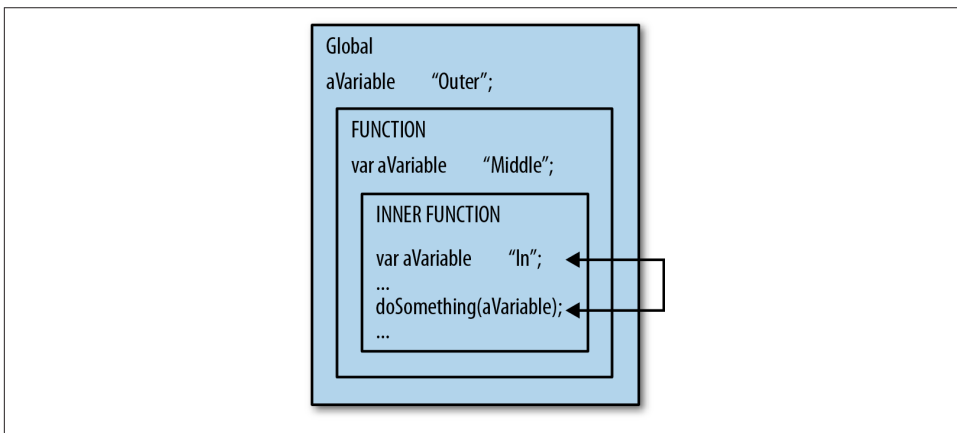 Global
aVariable “Outer”;
FUNCTION
var aVariable “Middle”;
INNER FUNCTION
var aVariable “In”;
...
doSomething(aVariable);
...